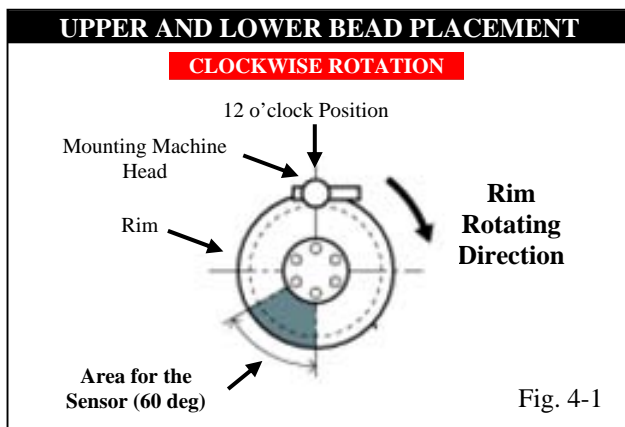 UPPER AND LOWER BEAD PLACEMENT
CLOCKWISE ROTATION
12 o’clock Position
Mounting Machine
Head
Rim
Rim
Rotating
Direction
Area for the
Sensor (60 deg)
Fig. 4-1